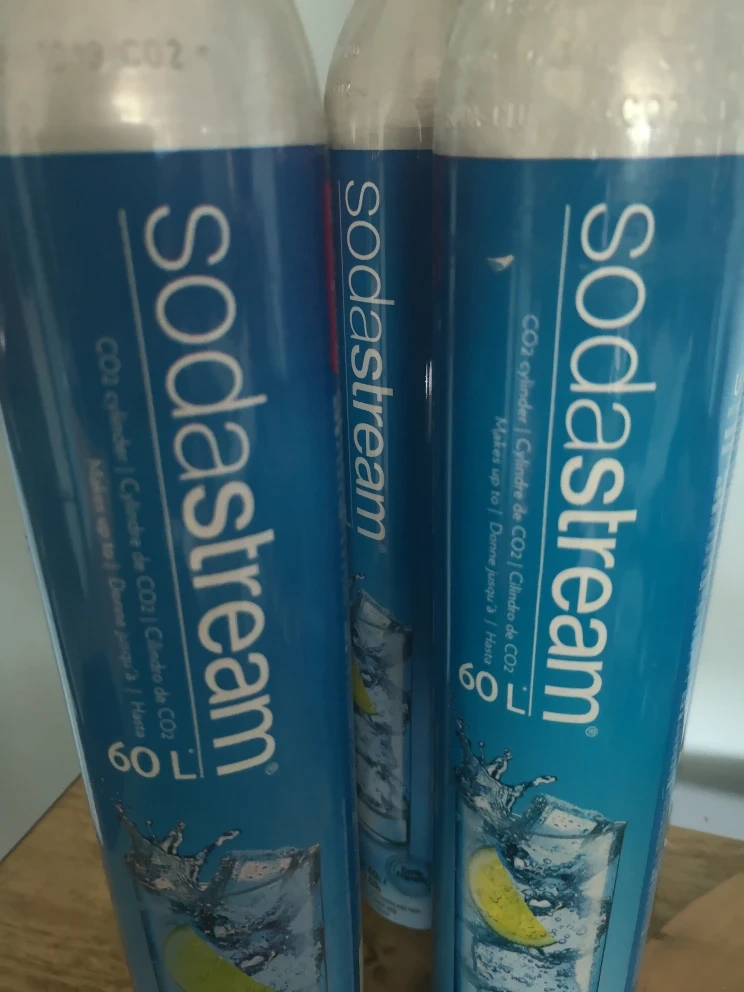 CO2
sodastream®
CO2 cylinder | Cylindre de CO2 | Cilindro de CO2
Makes up to | Donne jusqu'à | Hasta
60 L
sodastream®
sodastream®
CO2 cylinder | Cylindre de CO2 | Cilindro de CO2
Makes up to | Donne jusqu'à | Hasta
60 L